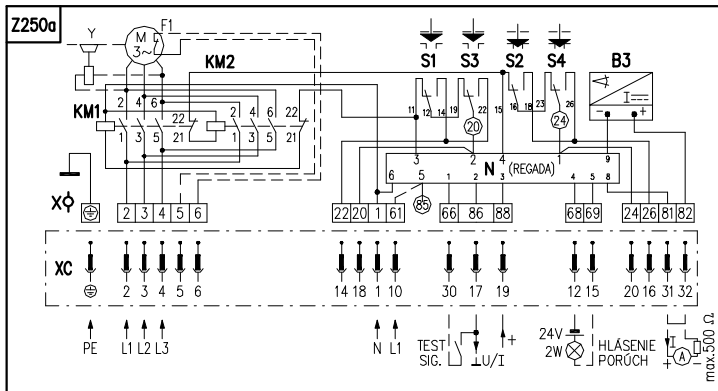 Z250a
Y
M
3~
F1
KM2
S1 S3 S2 S4 B3
I
- +
KM1
2 4 6 22 2 4 6 22
1 3 5 21 1 3 5 21
11 12 14 19 22 15 16 18 23 26
20 24
3 2 4 1 9
N (REGADA)
6 5 1 2 3 4 5 8
85
X
2 3 4 5 6 22 20 1 61 66 86 88 68 69 24 26 81 82
XC
2 3 4 5 6 14 18 1 10 30 17 19 12 15 20 16 31 32
PE L1 L2 L3 N L1
TEST
SIG.
U/I
+
24V
2W
HLÁSENIE
PORÚCH
I
+ A -
max.500 Ω